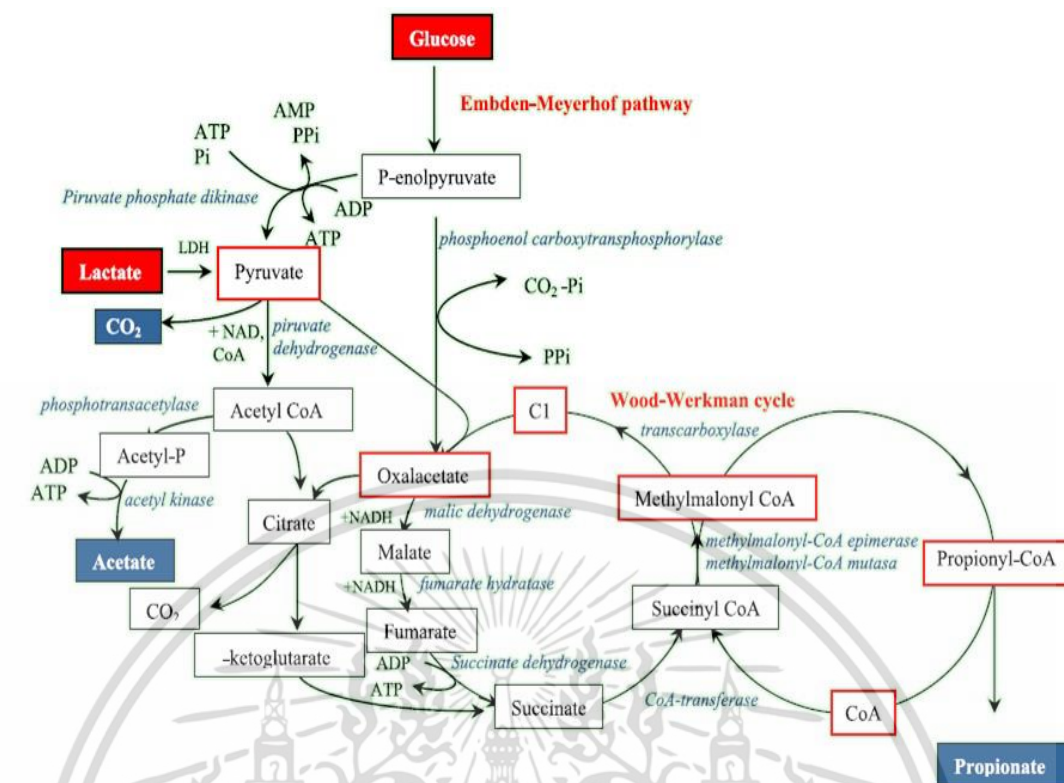 Glucose
Embden-Meyerhof pathway
AMP
PPi
ATP
Pi
P-enolpyruvate
Piruvate phosphate dikinase
ADP
ATP
phosphoenol carboxytransphosphorylase
LDH
Lactate
Pyruvate
CO₂ -Pi
CO₂
+ NAD,
CoA
piruvate
dehydrogenase
PPi
Wood-Werkman cycle
phosphotransacetylase
Acetyl CoA
C1
transcarboxylase
Acetyl-P
ADP
ATP
acetyl kinase
Oxalacetate
Methylmalonyl CoA
Citrate
+NADH
malic dehydrogenase
Malate
methylmalonyl-CoA epimerase
methylmalonyl-CoA mutasa
Propionyl-CoA
Acetate
+NADH
fumarate hydratase
CO₂
Succinyl CoA
Fumarate
-ketoglutarate
ADP
ATP
Succinate dehydrogenase
Succinate
CoA-transferase
CoA
Propionate